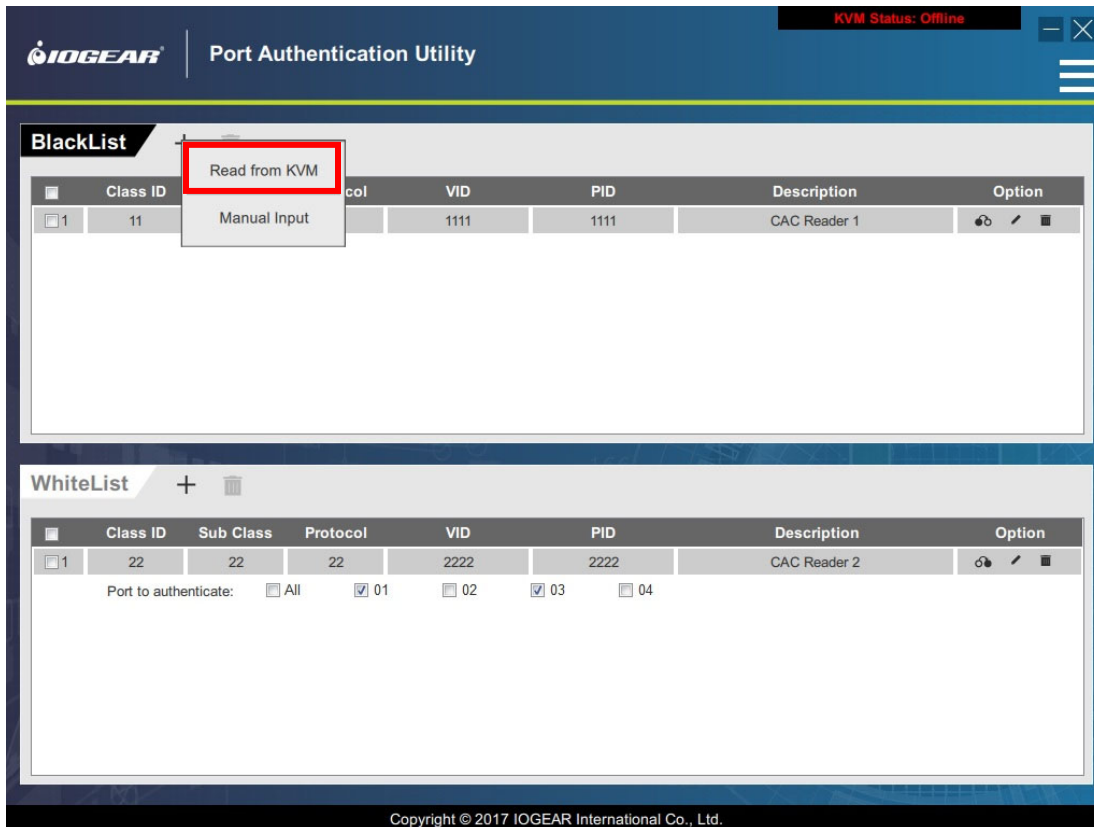 KVM Status: Offline
IOGEAR® Port Authentication Utility
BlackList +
Read from KVM
Manual Input
Class ID col VID PID Description Option
1 11 1111 1111 CAC Reader 1
WhiteList +
Class ID Sub Class Protocol VID PID Description Option
1 22 22 22 2222 2222 CAC Reader 2
Port to authenticate: All 01 02 03 04
Copyright © 2017 IOGEAR International Co., Ltd.